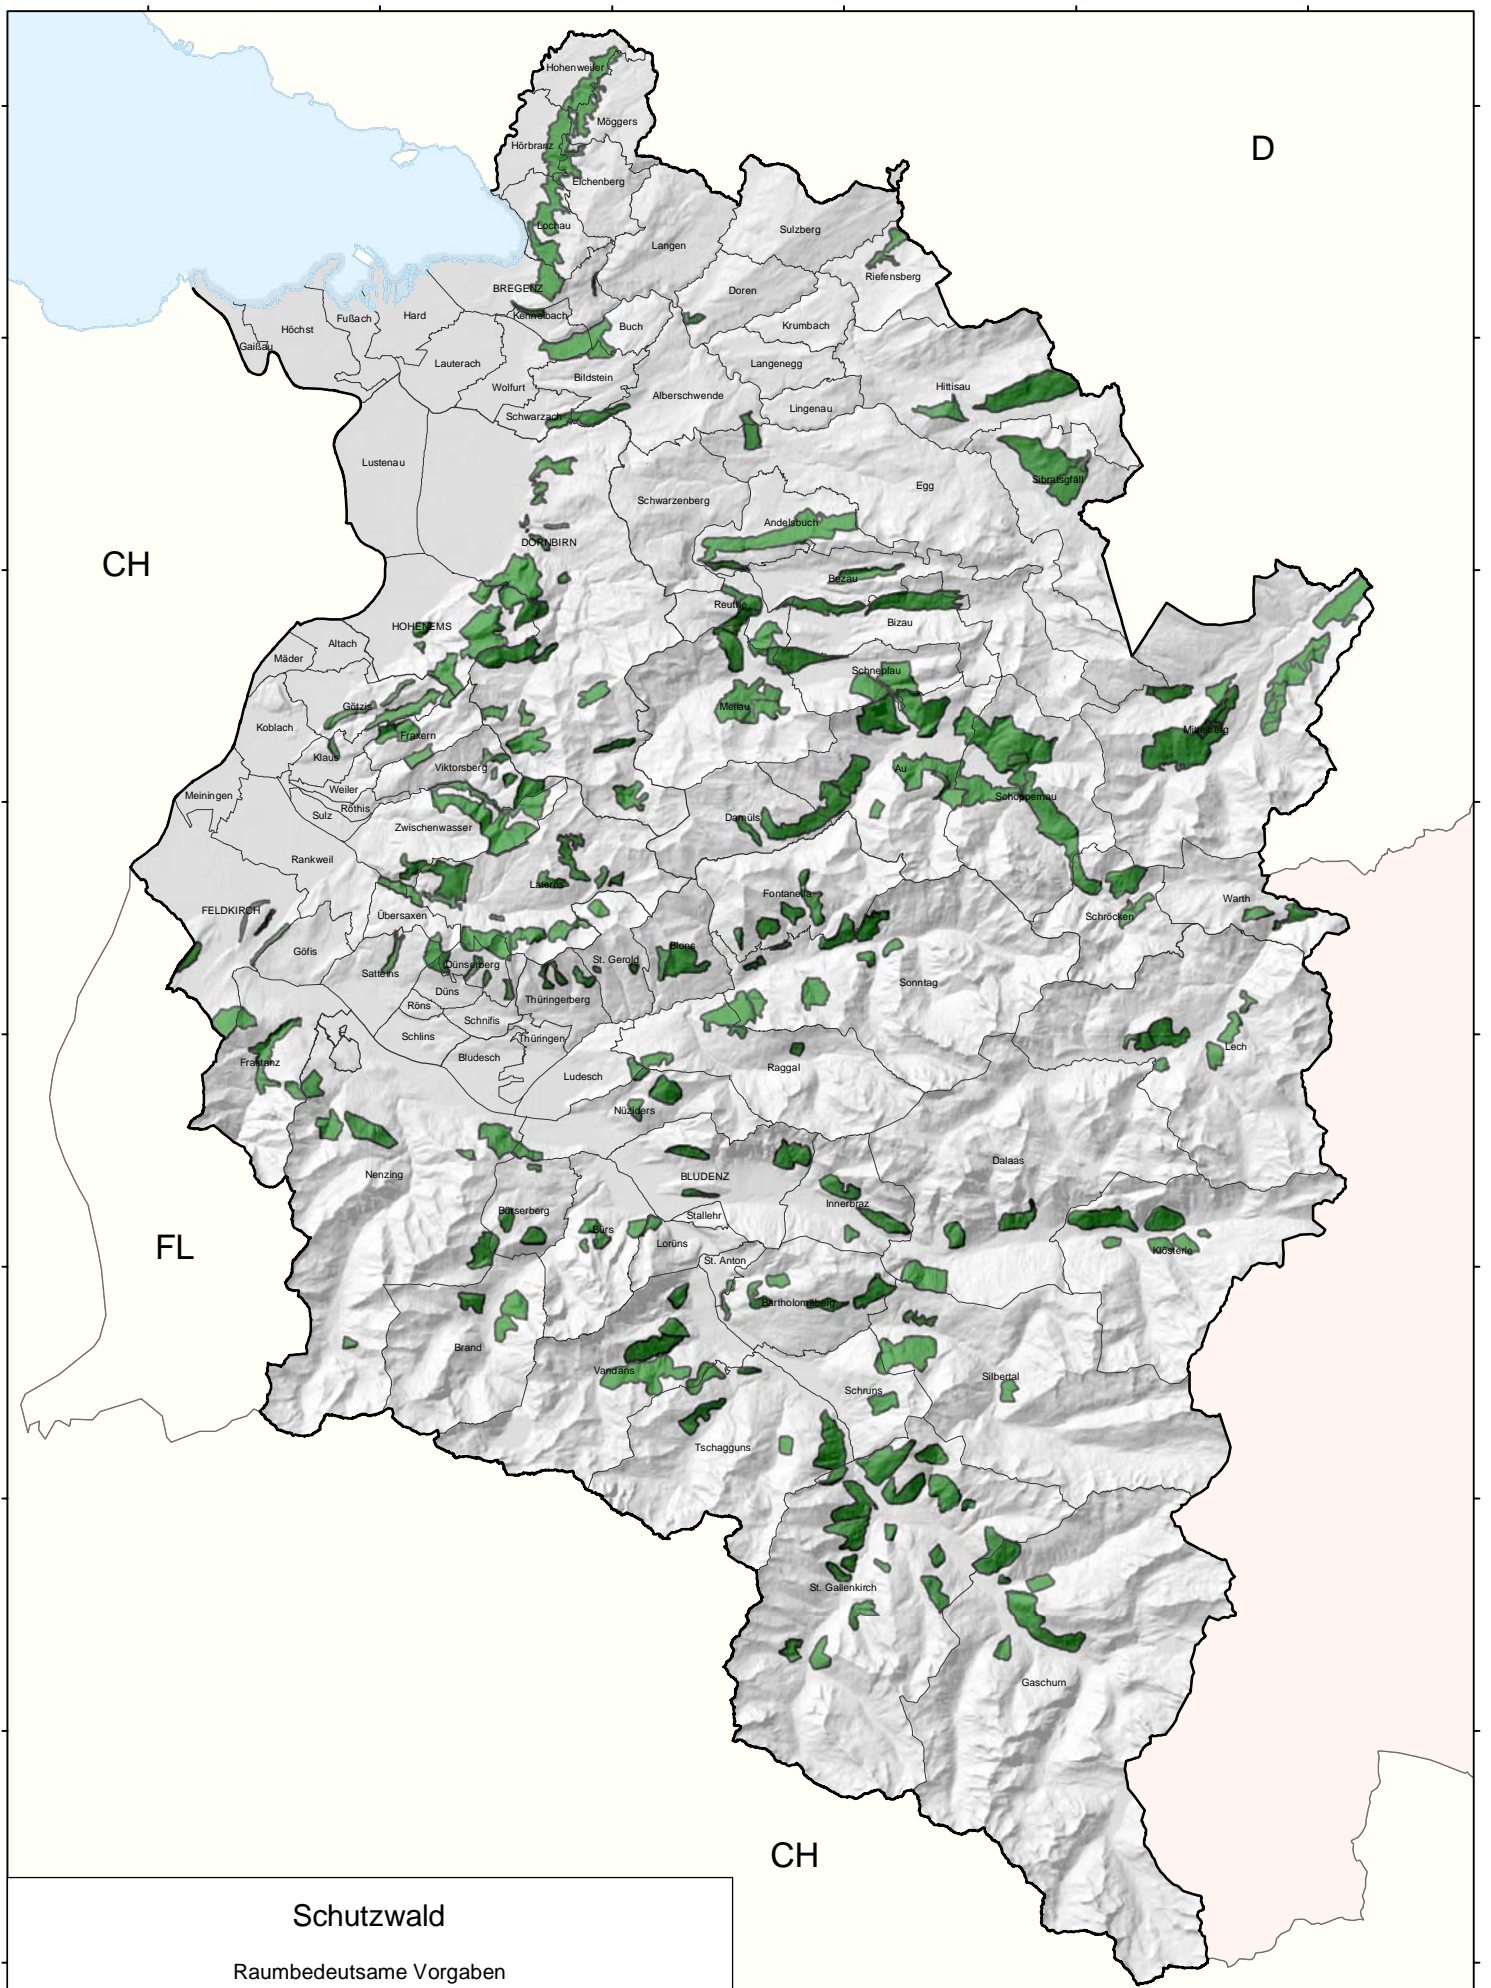 Hohenweiler
Möggers
D
Hörbranz
Eichenberg
Lochau
Sulzberg
Langen
Riefensberg
BREGENZ
Doren
Kennelbach
Hard
Fußach
Höchst
Buch
Krumbach
Gaißau
Lauterach
Langenegg
Bildstein
Wolfurt
Hittisau
Alberschwende
Lingenau
Schwarzach
Lustenau
Sibratsgfäll
Egg
Schwarzenberg
Andelsbuch
DORNBIRN
CH
Bezau
Reuthe
Bizau
HOHENEMS
Altach
Mäder
Schnepfau
Götzis
Mellau
Koblach
Fraxern
Mittelberg
Klaus
Viktorsberg
Au
Weiler
Meiningen
Schoppernau
Röthis
Sulz
Damüls
Zwischenwasser
Rankweil
Laterns
Fontanella
Warth
FELDKIRCH
Übersaxen
Schröcken
Göfis
Blons
St. Gerold
Dünserberg
Satteins
Sonntag
Düns
Thüringerberg
Röns
Schnifis
Schlins
Thüringen
Lech
Bludesch
Frastanz
Raggal
Ludesch
Nüziders
Dalaas
Nenzing
BLUDENZ
Innerbraz
Bürserberg
Stallehr
Bürs
Lorüns
FL
Klösterle
St. Anton
Bartholomäberg
Brand
Vandans
Silbertal
Schruns
Tschagguns
St. Gallenkirch
Gaschurn
CH
Schutzwald
Raumbedeutsame Vorgaben